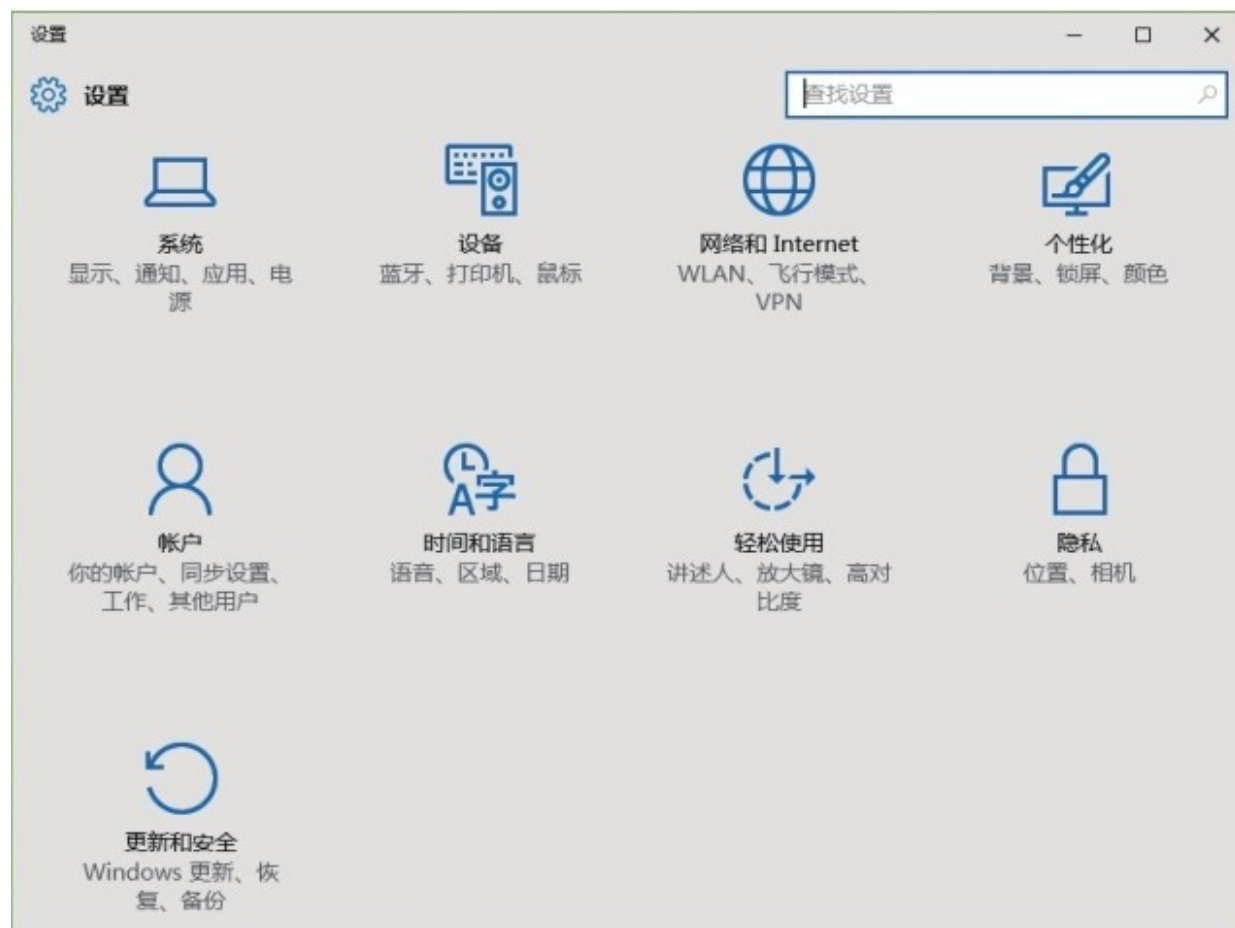 设置
设置
查找设置
系统
显示、通知、应用、电
源
设备
蓝牙、打印机、鼠标
网络和 Internet
WLAN、飞行模式、
VPN
个性化
背景、锁屏、颜色
帐户
你的帐户、同步设置、
工作、其他用户
时间和语言
语音、区域、日期
轻松使用
讲述人、放大镜、高对
比度
隐私
位置、相机
更新和安全
Windows 更新、恢
复、备份